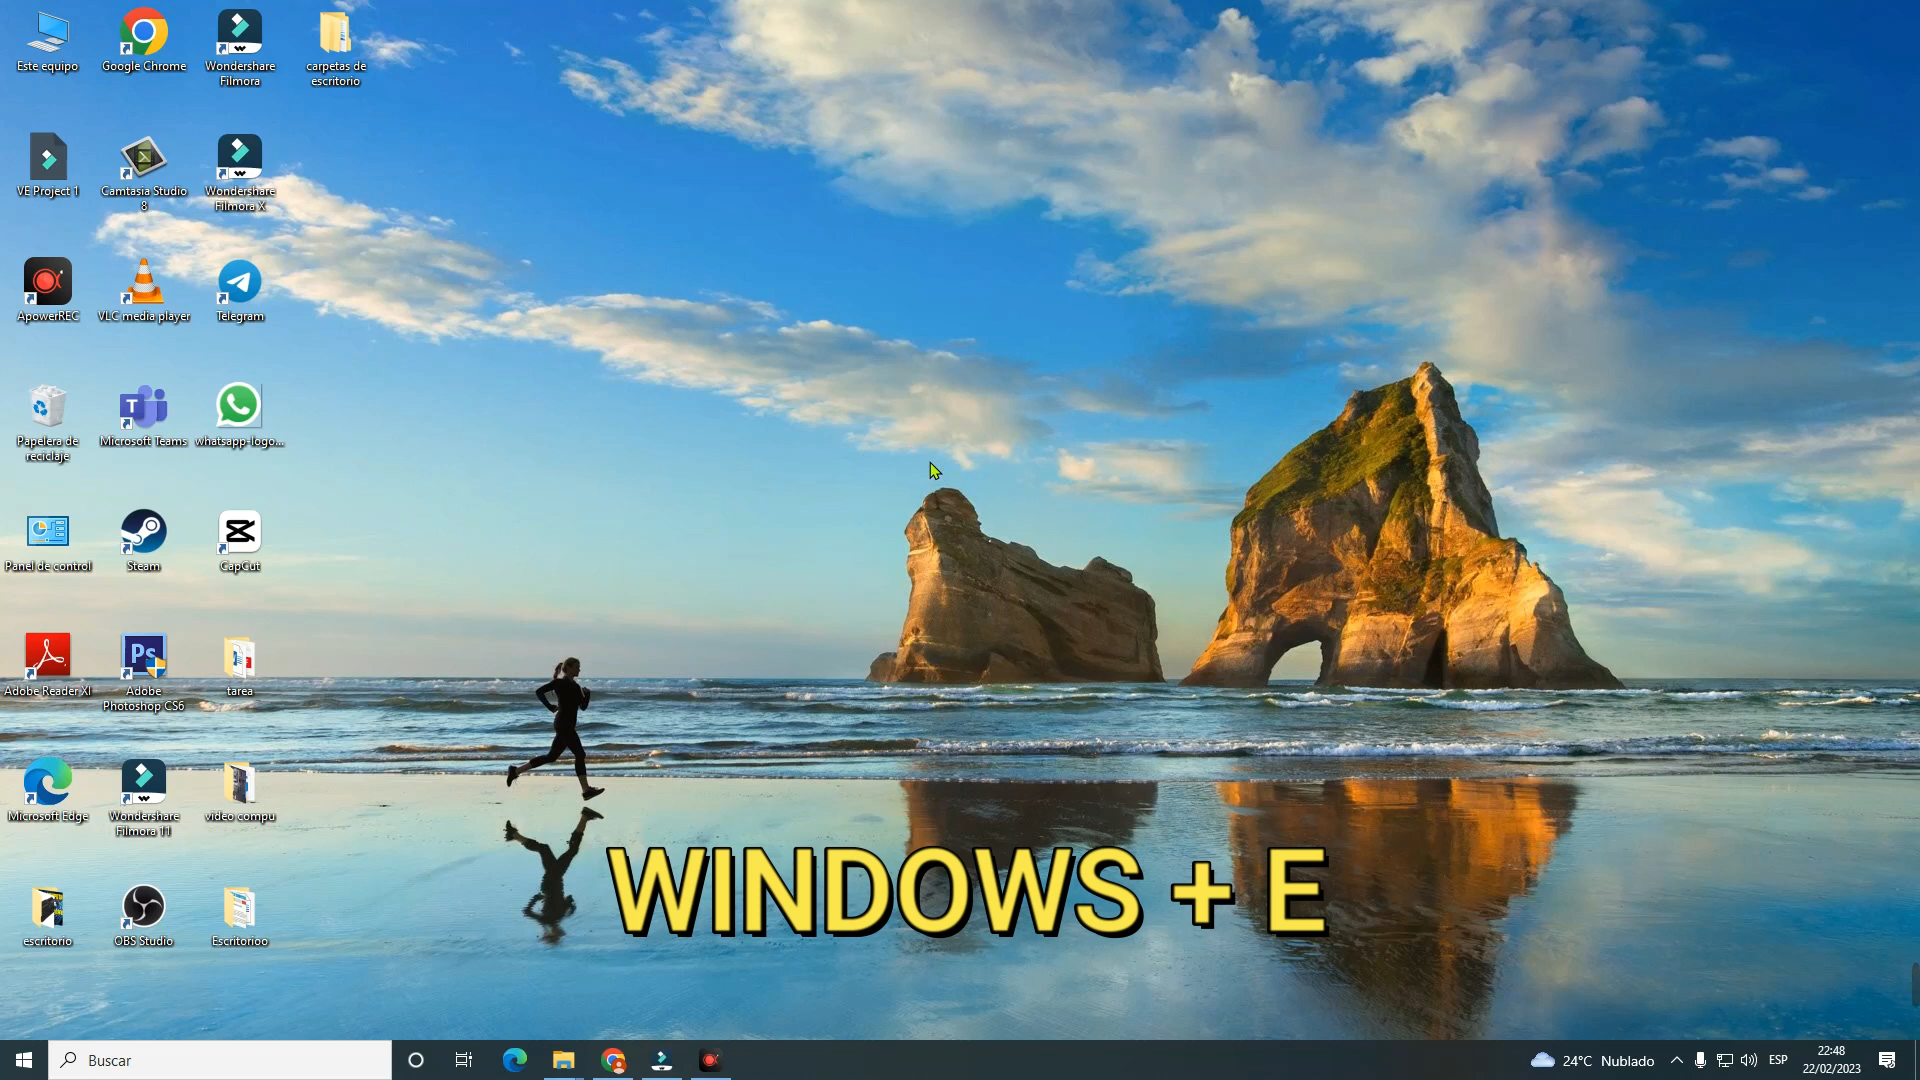 Este equipo
Google Chrome
Wondershare
Filmora
carpetas de
escritorio
VE Project 1
Camtasia Studio
8
Wondershare
Filmora X
ApowerREC
VLC media player
Telegram
Papelera de
reciclaje
Microsoft Teams
whatsapp-logo...
Panel de control
Steam
CapCut
Adobe Reader XI
Adobe
Photoshop CS6
tarea
Microsoft Edge
Wondershare
Filmora 11
video compu
escritorio
OBS Studio
Escritorioo
WINDOWS + E
Buscar
24°C Nublado
ESP
22:48
22/02/2023